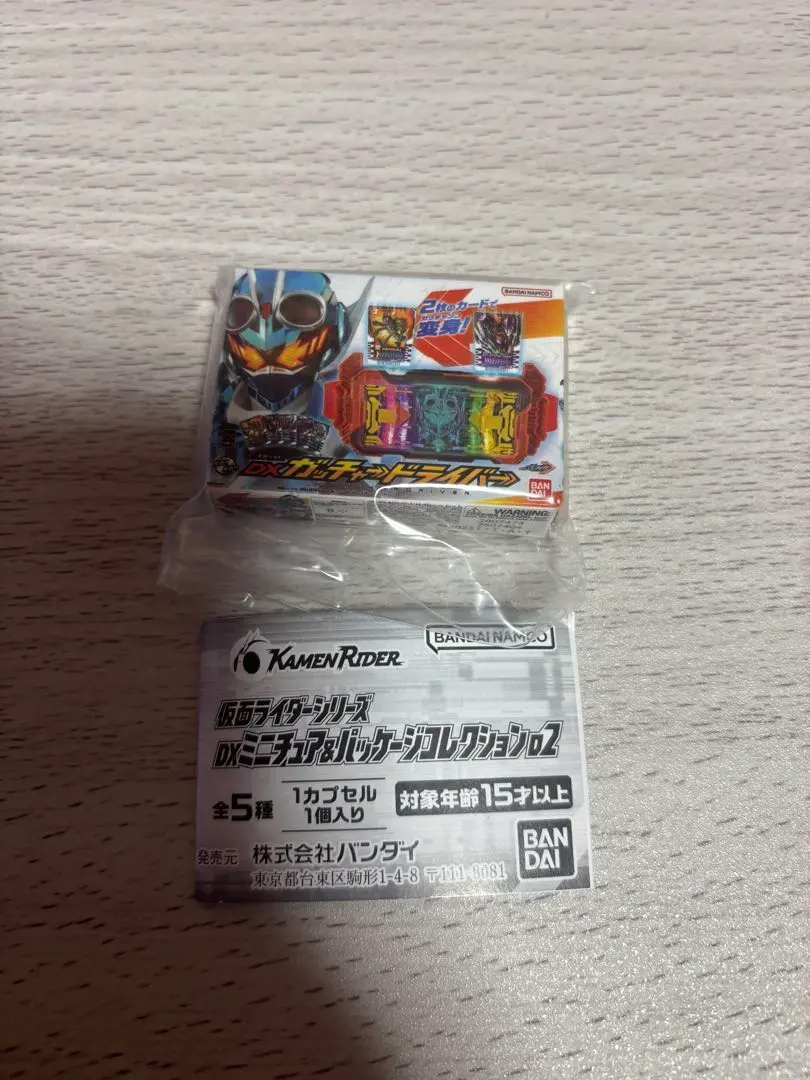 BANDAI NAMCO
2枚のカードで
変身!
DXガッチャードライバー
BAN
DAI
WARNING:
KAMEN RIDER
BANDAI NAMCO
仮面ライダーシリーズ
DXミニチュア&パッケージコレクション02
全5種
1カプセル
1個入り
対象年齢15才以上
発売元 株式会社バンダイ
東京都台東区駒形1-4-8 〒111-8081
BAN
DAI